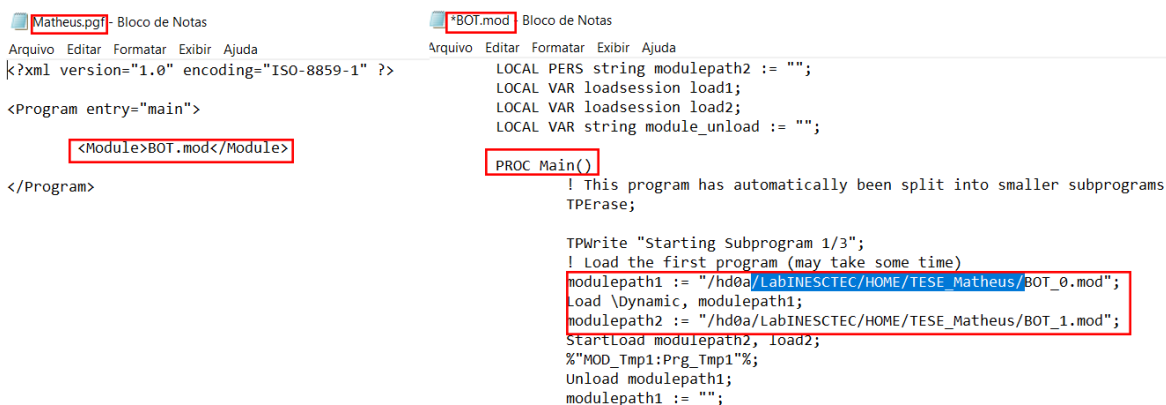 Matheus.pgf - Bloco de Notas
Arquivo Editar Formatar Exibir Ajuda
<?xml version="1.0" encoding="ISO-8859-1" ?>
<Program entry="main">
<Module>BOT.mod</Module>
</Program>
*BOT.mod - Bloco de Notas
Arquivo Editar Formatar Exibir Ajuda
LOCAL PERS string modulepath2 := "";
LOCAL VAR loadsession load1;
LOCAL VAR loadsession load2;
LOCAL VAR string module_unload := "";
PROC Main()
! This program has automatically been split into smaller subprograms
TPErase;
TPWrite "Starting Subprogram 1/3";
! Load the first program (may take some time)
modulepath1 := "/hd0a/LabINESCTEC/HOME/TESE_Matheus/BOT_0.mod";
Load \Dynamic, modulepath1;
modulepath2 := "/hd0a/LabINESCTEC/HOME/TESE_Matheus/BOT_1.mod";
StartLoad modulepath2, load2;
%"MOD_Tmp1:Prg_Tmp1"%;
Unload modulepath1;
modulepath1 := "";